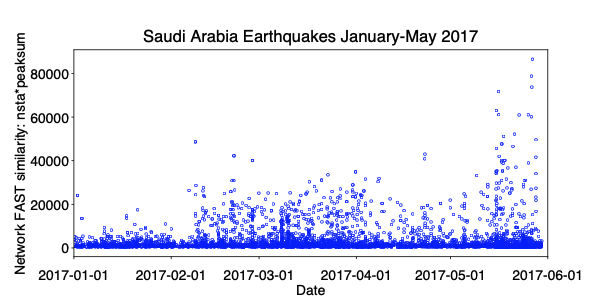 Saudi Arabia Earthquakes January-May 2017
Network FAST similarity: nsta*peaksum
80000
60000
40000
20000
0
2017-01-01 2017-02-01 2017-03-01 2017-04-01 2017-05-01 2017-06-01
Date